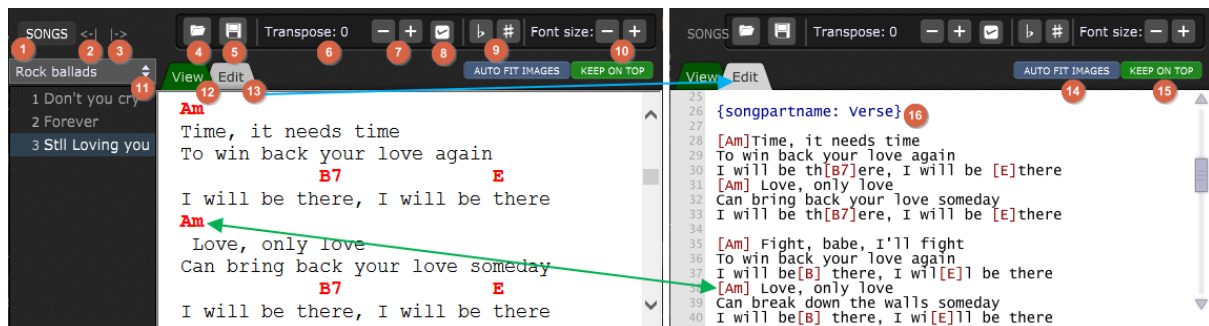 SONGS <-| |-> Transpose: 0 − + ♭ # Font size: − +
1 2 3 4 5 6 7 8 9 10
Rock ballads
11
View Edit AUTO FIT IMAGES KEEP ON TOP
12 13
1 Don't you cry
2 Forever
3 Stll Loving you
Am
Time, it needs time
To win back your love again
B7 E
I will be there, I will be there
Am
Love, only love
Can bring back your love someday
B7 E
I will be there, I will be there
SONGS Transpose: 0 − + ♭ # Font size: − +
View Edit AUTO FIT IMAGES KEEP ON TOP
14 15
25
26 {songpartname: Verse} 16
27
28 [Am]Time, it needs time
29 To win back your love again
30 I will be th[B7]ere, I will be [E]there
31 [Am] Love, only love
32 Can bring back your love someday
33 I will be th[B7]ere, I will be [E]there
34
35 [Am] Fight, babe, I'll fight
36 To win back your love again
37 I will be[B] there, I wil[E]l be there
[Am] Love, only love
39 Can break down the walls someday
40 I will be[B] there, I wi[E]ll be there